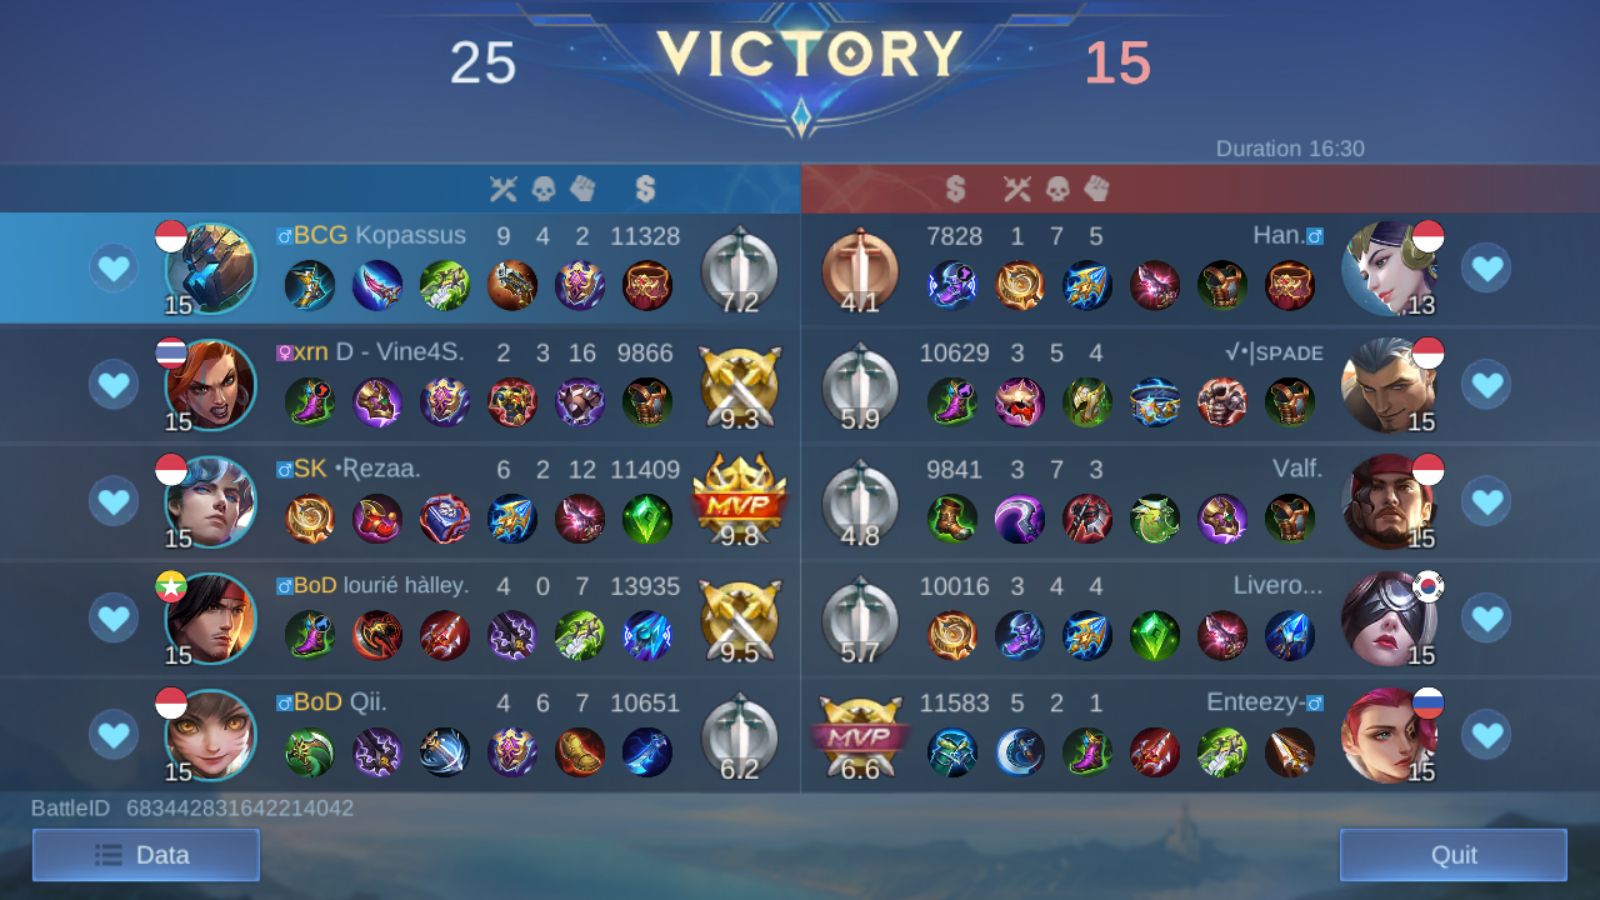 25 VICTORY 15
Duration 16:30
BCG Kopassus 9 4 2 11328
15 7.2
7828 1 7 5 Han.
4.1 13
xrn D - Vine4S. 2 3 16 9866
15 9.3
10629 3 5 4 √•|SPADE
5.9 15
SK •Ɽezaa. 6 2 12 11409
15 MVP 9.8
9841 3 7 3 Valf.
4.8 15
BoD lourié hàlley. 4 0 7 13935
15 9.5
10016 3 4 4 Livero...
5.7 15
BoD Qii. 4 6 7 10651
15 6.2
11583 5 2 1 Enteezy-
MVP 6.6 15
BattleID 683442831642214042
Data Quit